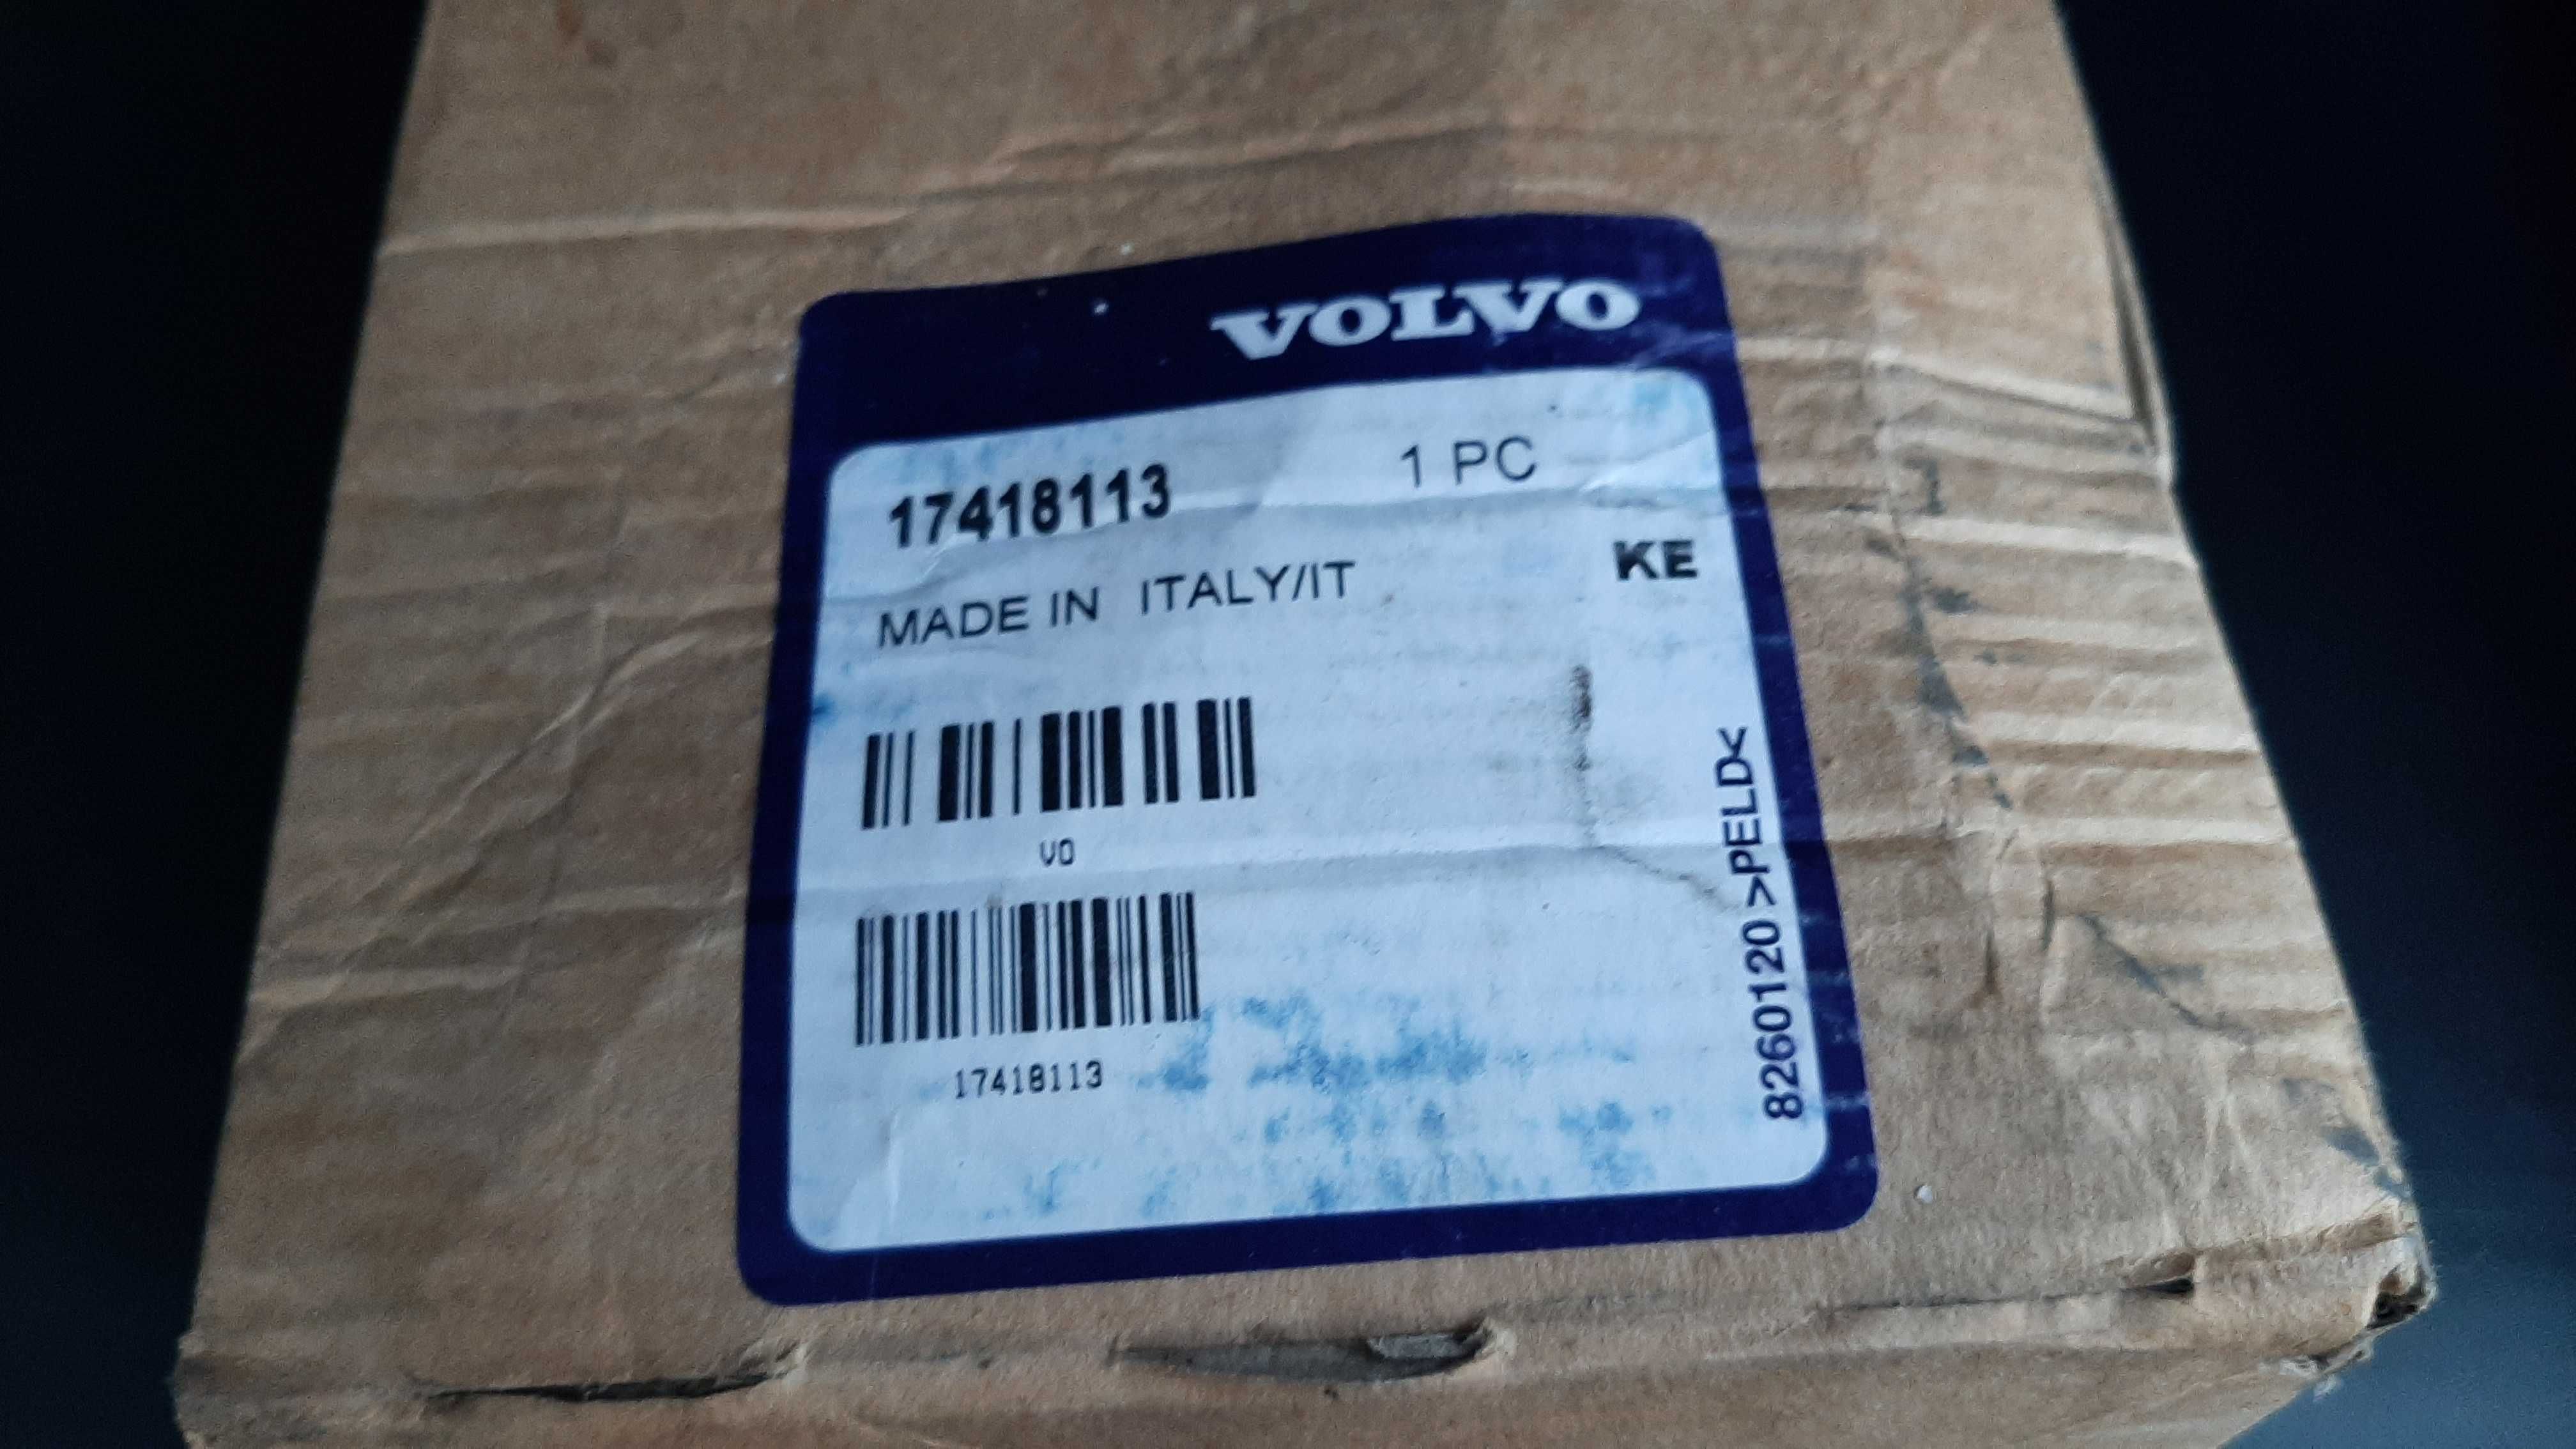 VOLVO
17418113 1 PC
KE
MADE IN ITALY/IT
VO
17418113
8260120 >PELD<